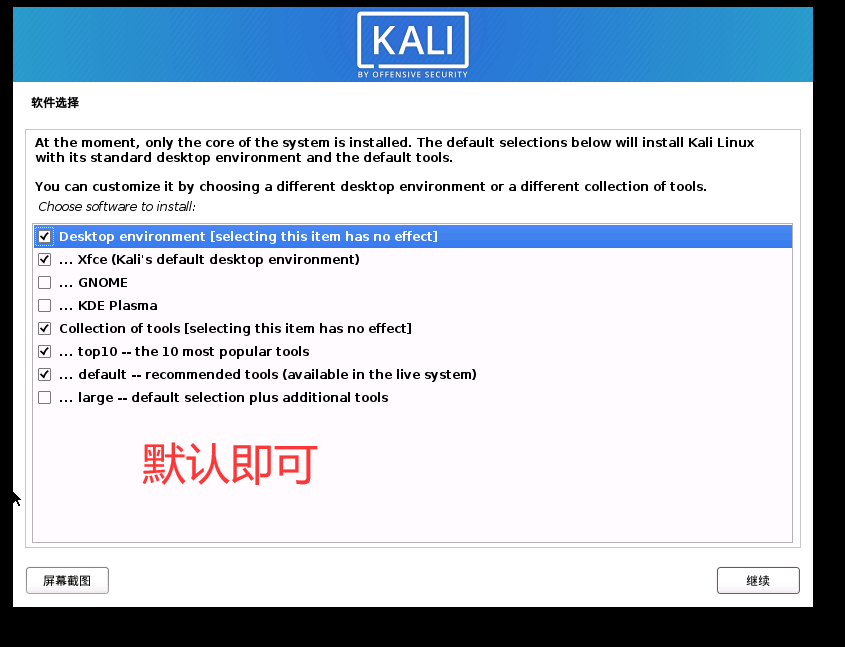 KALI
BY OFFENSIVE SECURITY
软件选择
At the moment, only the core of the system is installed. The default selections below will install Kali Linux
with its standard desktop environment and the default tools.
You can customize it by choosing a different desktop environment or a different collection of tools.
Choose software to install:
Desktop environment [selecting this item has no effect]
... Xfce (Kali's default desktop environment)
... GNOME
... KDE Plasma
Collection of tools [selecting this item has no effect]
... top10 -- the 10 most popular tools
... default -- recommended tools (available in the live system)
... large -- default selection plus additional tools
默认即可
屏幕截图
继续